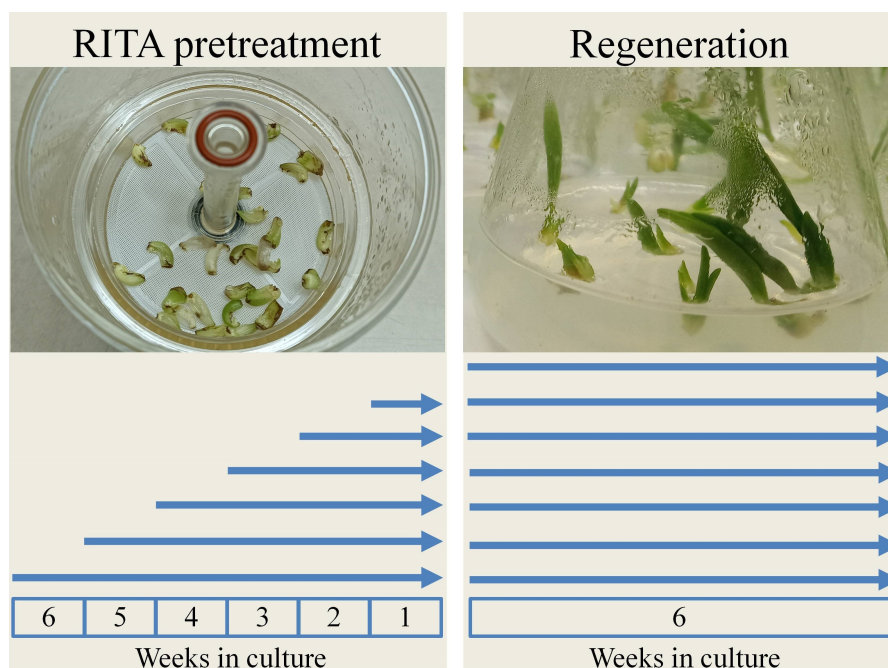 RITA pretreatment
Regeneration
6 5 4 3 2 1
6
Weeks in culture
Weeks in culture